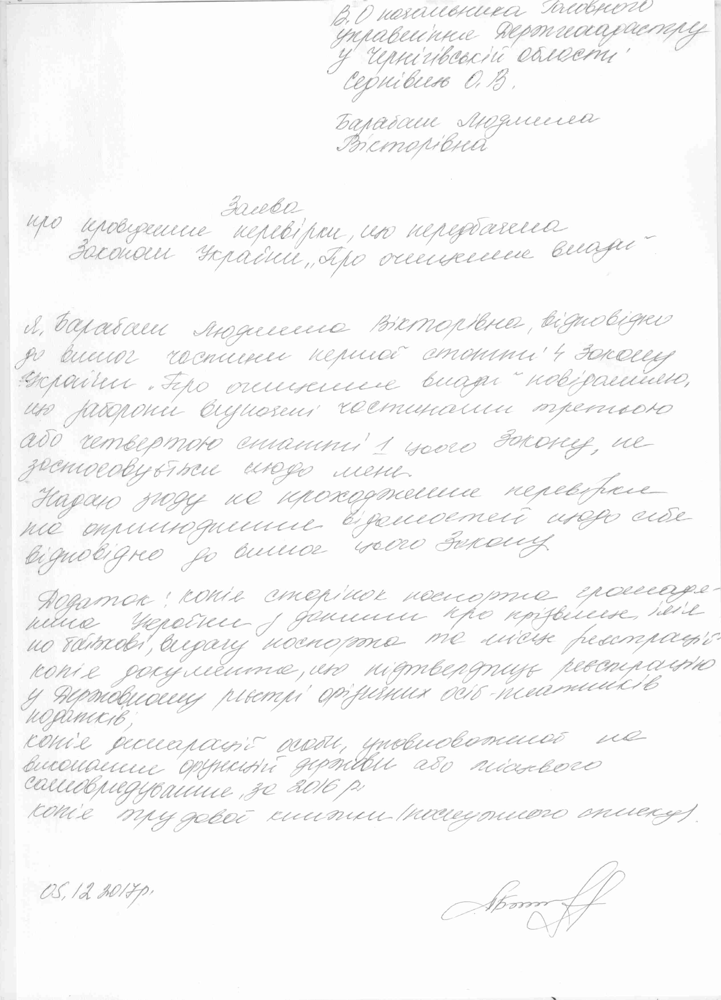 В.О начальника Головного
управління Держгеокадастру
у Чернігівській області
Сednівцю О.В.
Барабаш Людмила
Вікторівна
Заява
про проведення перевірки, що передбачена
Законом України „Про очищення влади"
Я, Барабаш Людмила Вікторівна, відповідно
до вимог частини першої статті 4 Закону
України „Про очищення влади" повідомляю,
що заборони визначені частинами третьою
або четвертою статті 1 цього Закону, не
застосовуються щодо мене.
Надаю згоду на проходження перевірки
та оприлюднення відомостей щодо себе
відповідно до вимог цього Закону
Додаток: копія сторінок паспорта громадя-
нина України з даними про прізвище, ім'я
по батькові, видачу паспорта та місце реєстрації
копія документа, що підтверджує реєстрацію
у Державному реєстрі фізичних осіб-платників
податків;
копія декларації особи, уповноваженої на
виконання функцій держави або місцевого
самоврядування, за 2016 р.
копія трудової книжки (послужного списку).
05.12 2017р.